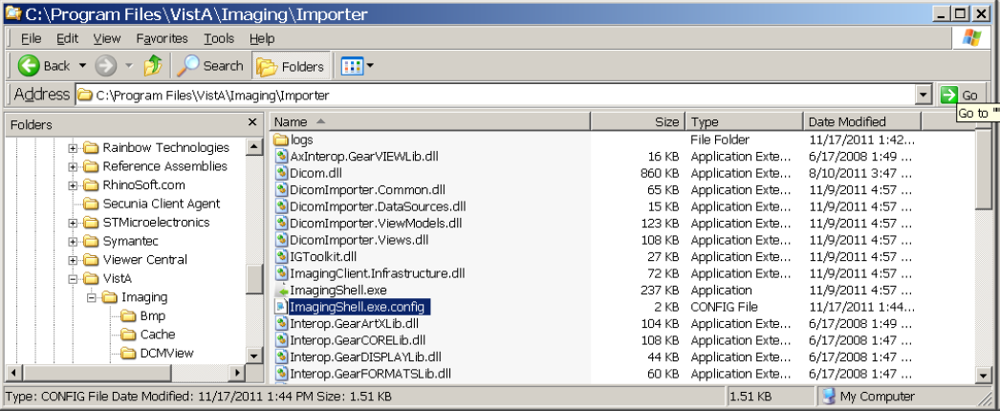 C:\Program Files\VistA\Imaging\Importer
File Edit View Favorites Tools Help
Back Search Folders
Address C:\Program Files\VistA\Imaging\Importer Go
Go to "
Folders x Name Size Type Date Modified
logs File Folder 11/17/2011 1:42...
Rainbow Technologies AxInterop.GearVIEWLib.dll 16 KB Application Exte... 6/17/2008 1:49 ...
Reference Assemblies Dicom.dll 860 KB Application Exte... 8/10/2011 3:47 ...
RhinoSoft.com DicomImporter.Common.dll 65 KB Application Exte... 11/9/2011 4:57 ...
Secunia Client Agent DicomImporter.DataSources.dll 15 KB Application Exte... 11/9/2011 4:57 ...
STMicroelectronics DicomImporter.ViewModels.dll 123 KB Application Exte... 11/9/2011 4:57 ...
Symantec DicomImporter.Views.dll 108 KB Application Exte... 11/9/2011 4:57 ...
Viewer Central IGToolkit.dll 27 KB Application Exte... 11/9/2011 4:57 ...
VistA ImagingClient.Infrastructure.dll 72 KB Application Exte... 11/9/2011 4:57 ...
Imaging ImagingShell.exe 237 KB Application 11/9/2011 4:57 ...
Bmp ImagingShell.exe.config 2 KB CONFIG File 11/17/2011 1:44...
Cache Interop.GearArtXLib.dll 104 KB Application Exte... 6/17/2008 1:49 ...
Interop.GearCORELib.dll 108 KB Application Exte... 6/17/2008 1:47 ...
DCMView Interop.GearDISPLAYLib.dll 44 KB Application Exte... 6/17/2008 1:47 ...
Interop.GearFORMATSLib.dll 60 KB Application Exte... 6/17/2008 1:47 ...
Type: CONFIG File Date Modified: 11/17/2011 1:44 PM Size: 1.51 KB 1.51 KB My Computer